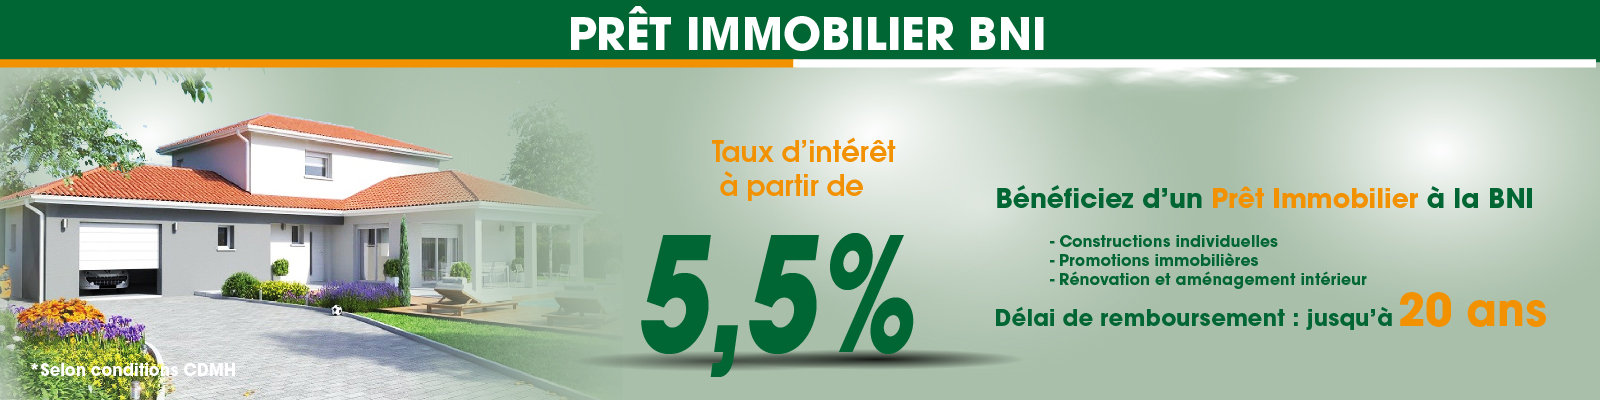 PRÊT IMMOBILIER BNI
Taux d'intérêt
à partir de
5,5%
Bénéficiez d'un Prêt Immobilier à la BNI
- Constructions individuelles
- Promotions immobilières
- Rénovation et aménagement intérieur
Délai de remboursement : jusqu'à 20 ans
*Selon conditions CDMH